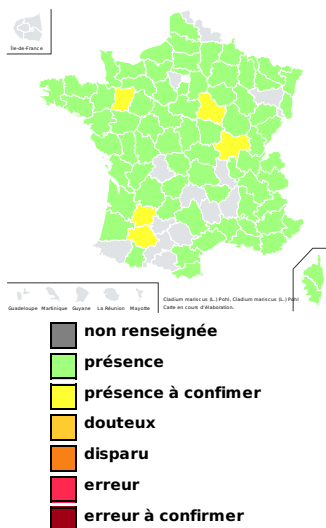 Île-de-France
Guadeloupe Martinique Guyane La Réunion Mayotte
Cladium mariscus (L.) Pohl, Cladium mariscus (L.) Pohl
Carte en cours d'élaboration.
non renseignée
présence
présence à confimer
douteux
disparu
erreur
erreur à confirmer